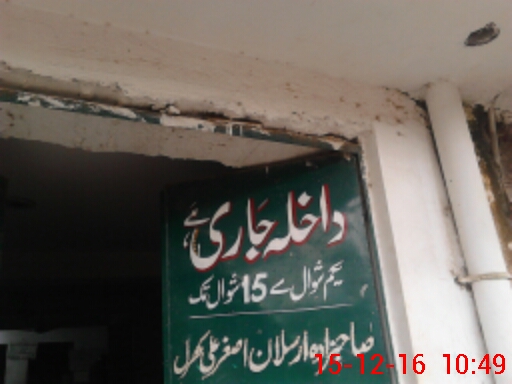 داخلہ جاری ہے
یکم شوال سے 15 شوال تک
صاحبزادہ ارسلان اصغر علی کھرل
15-12-16 10:49